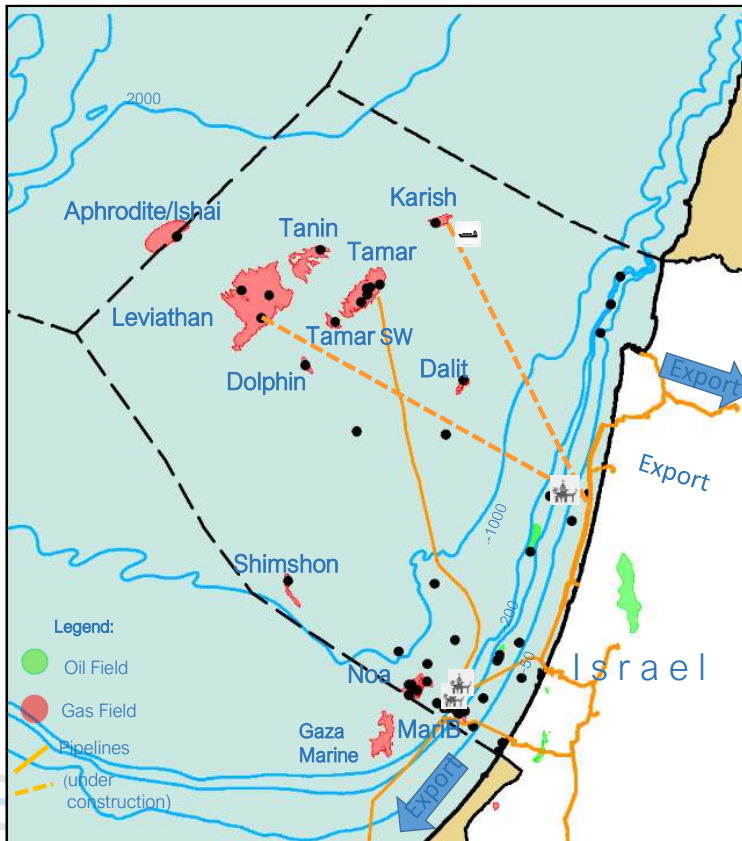 2000
Aphrodite/Ishai
Karish
Tanin
Tamar
Leviathan
Tamar SW
Dolphin
Dalit
Export
Export
-1000
Shimshon
-200
-50
Legend:
Oil Field
Gas Field
Pipelines
(under
construction)
Noa
Israel
Gaza
Marine
MariB
Export